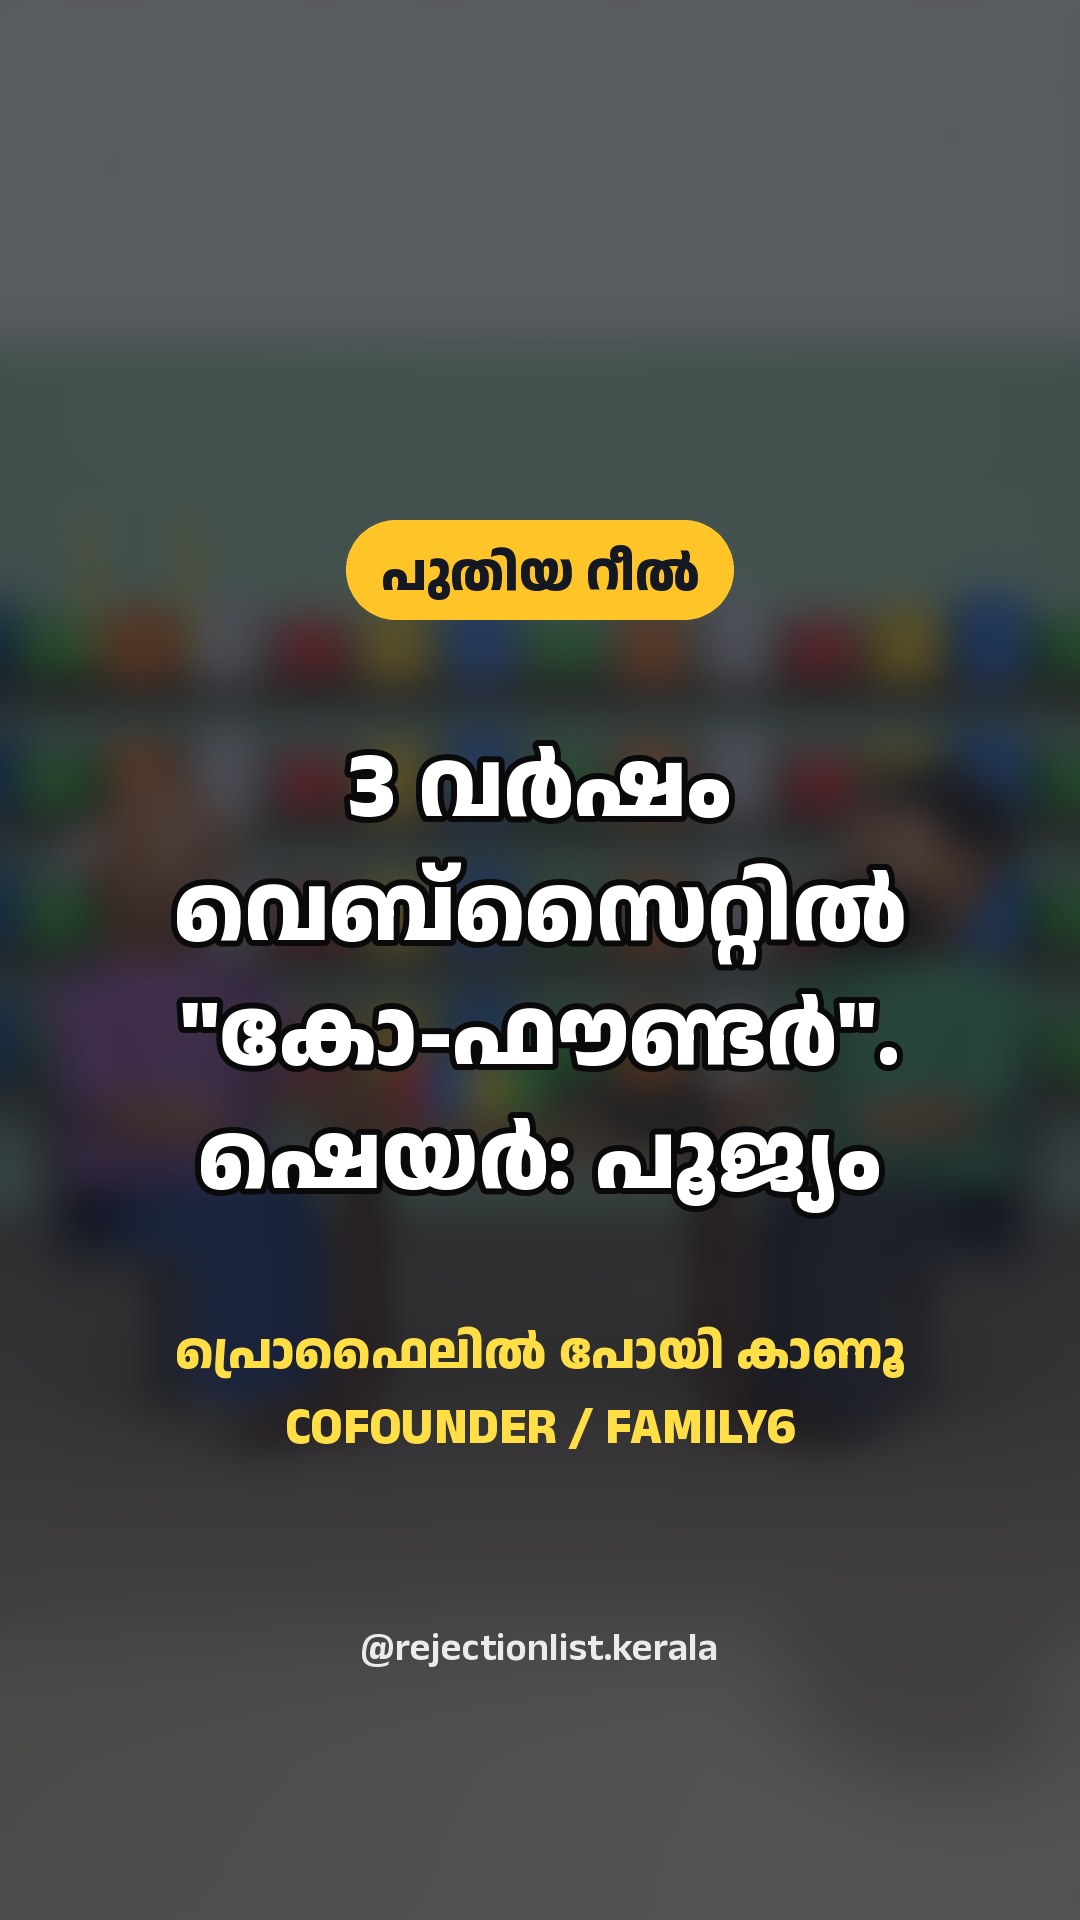 പുതിയ റീൽ
3 വർഷം
വെബ്സൈറ്റിൽ
"കോ-ഫൗണ്ടർ".
ഷെയർ: പൂജ്യം
പ്രൊഫൈലിൽ പോയി കാണൂ
COFOUNDER / FAMILY6
@rejectionlist.kerala